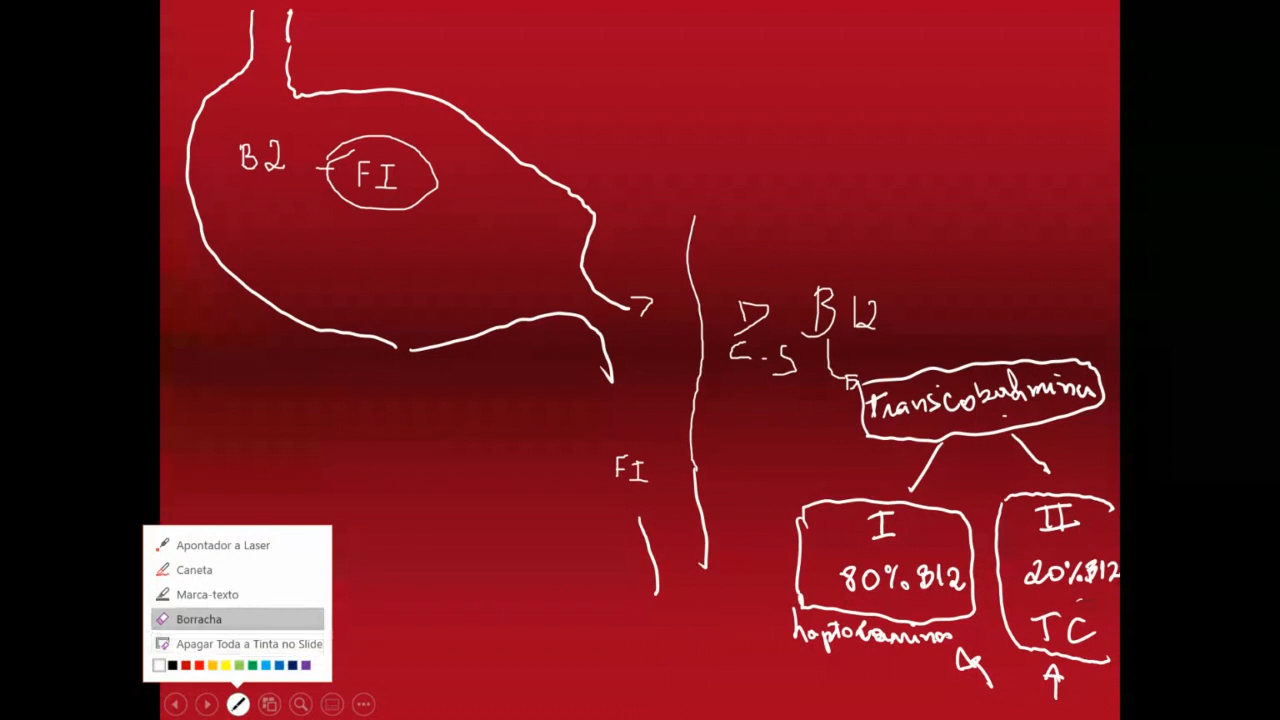 B2
FI
B12
C.S
Transcobalamina
FI
I
80% B12
haptocorrinas
II
20% B12
TC
Apontador a Laser
Caneta
Marca-texto
Borracha
Apagar Toda a Tinta no Slide